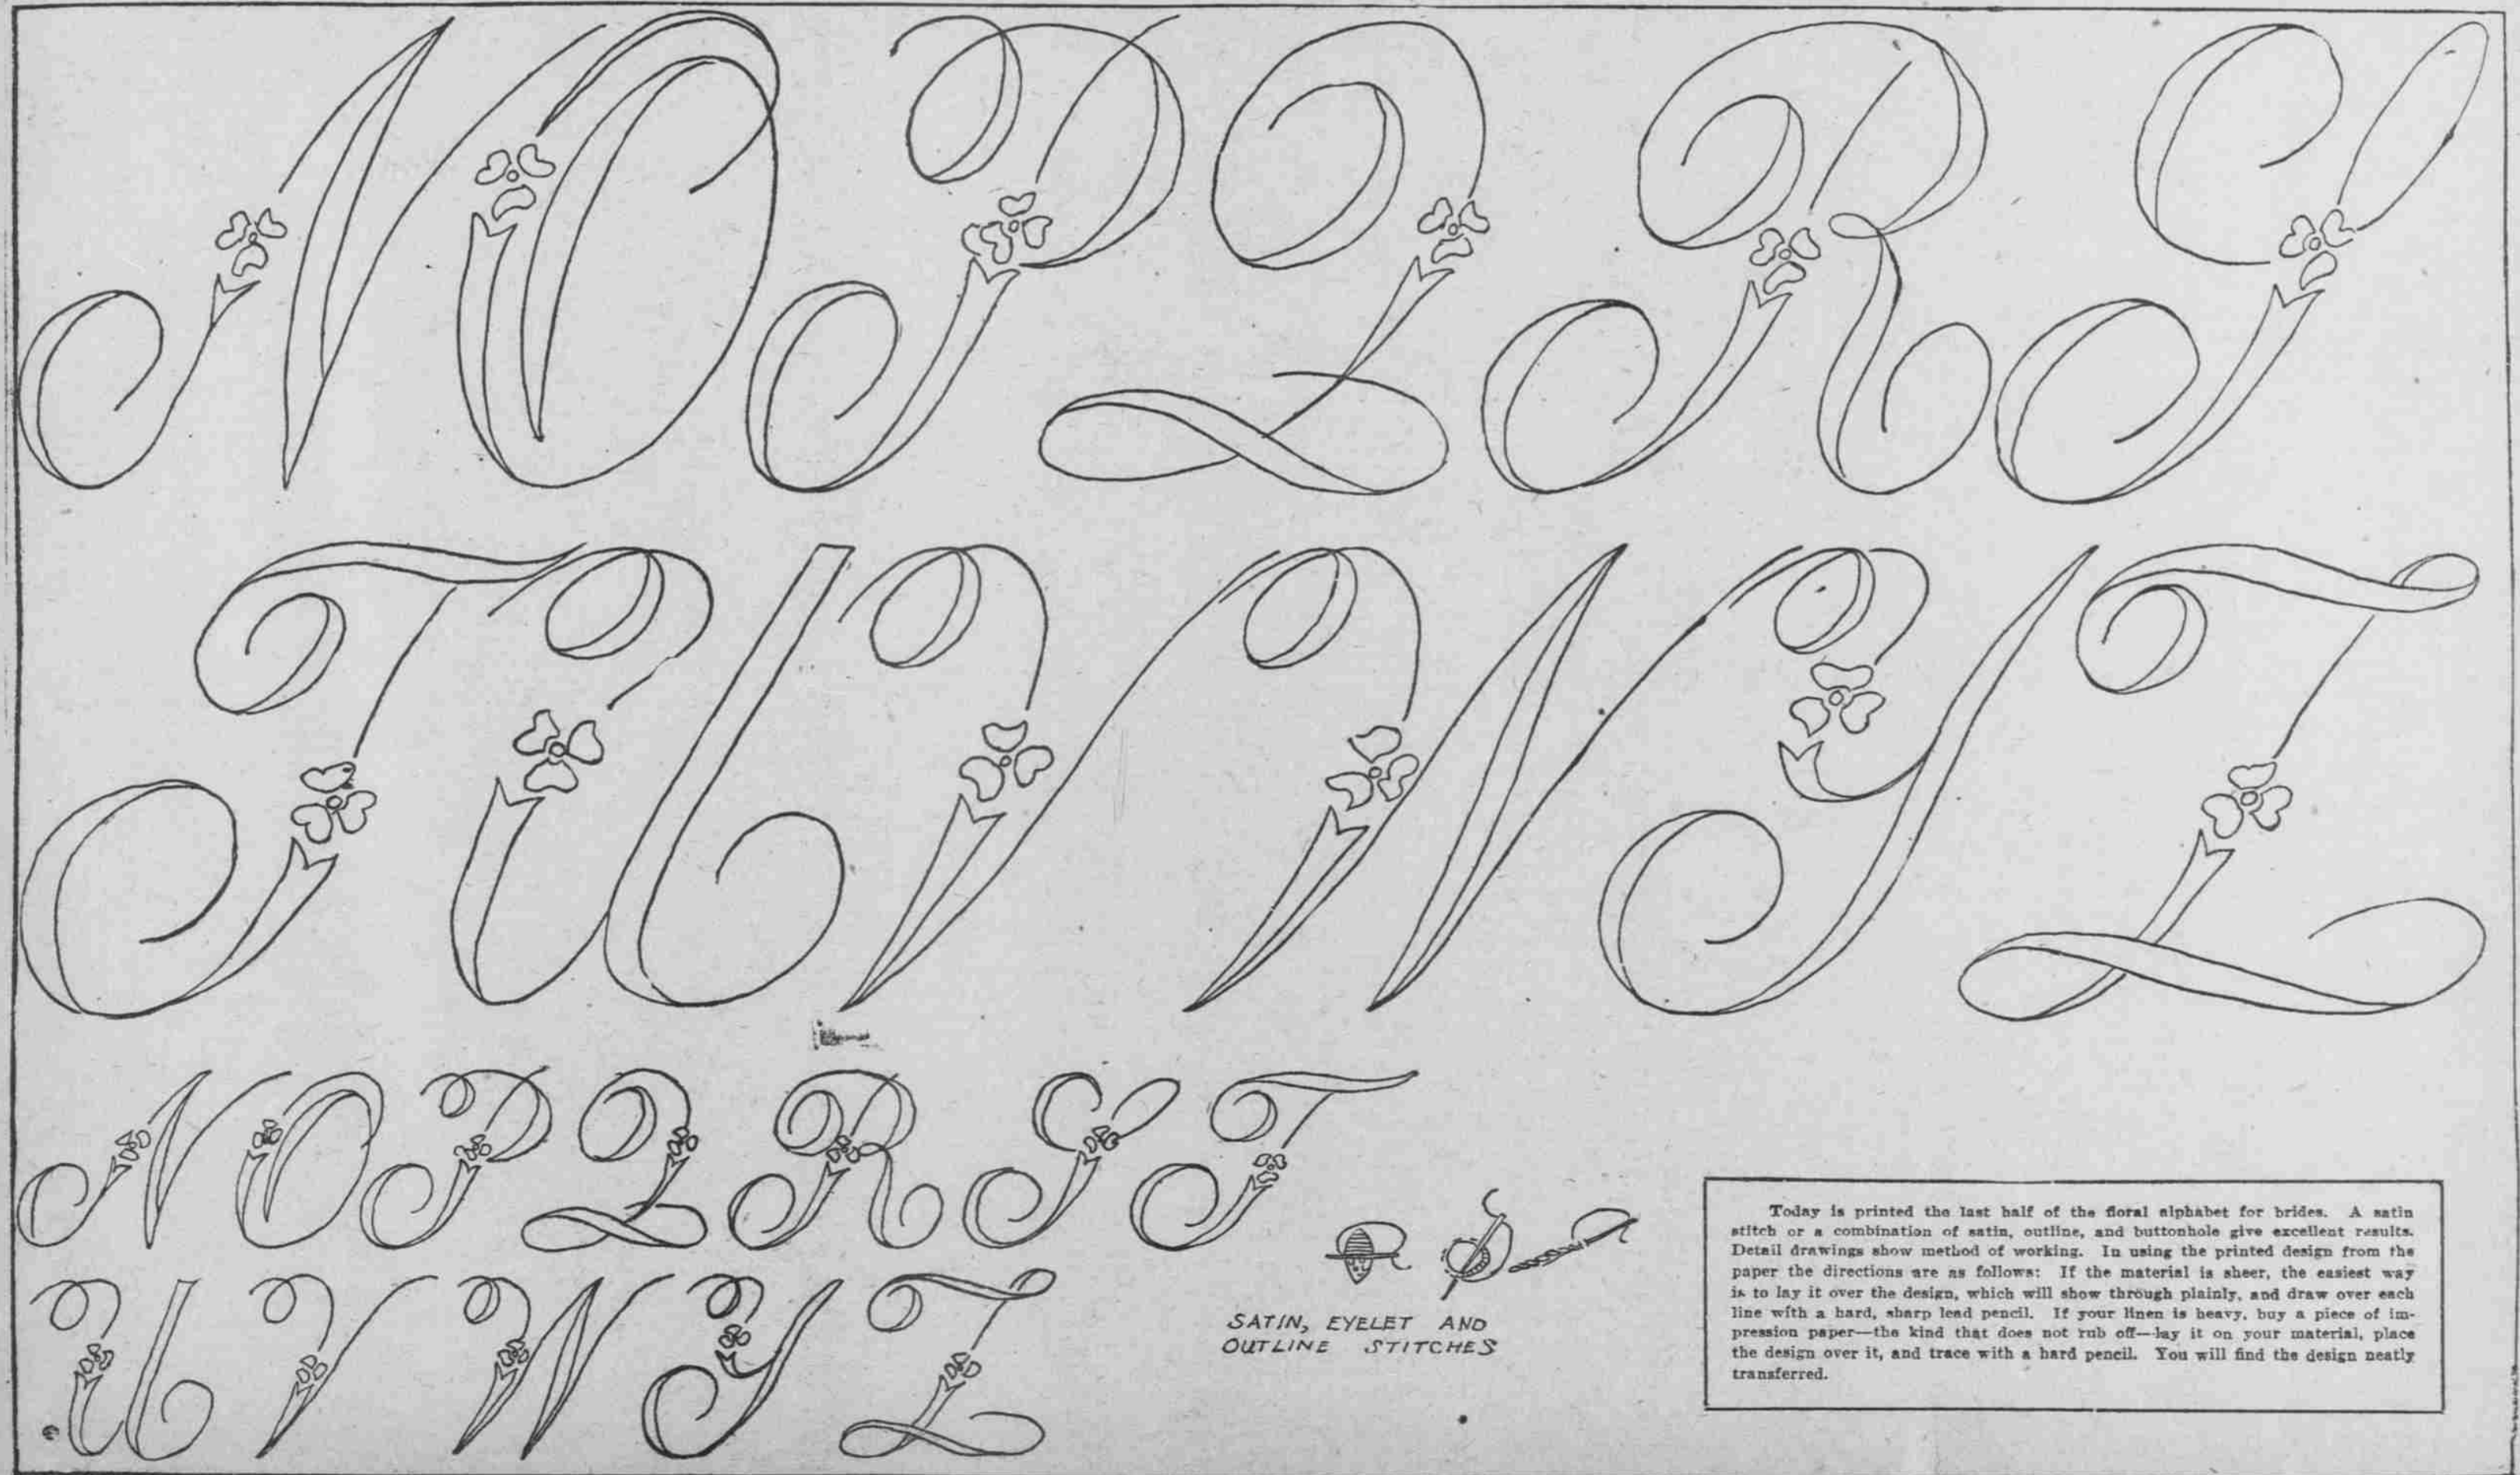 N O P Q R S
T U V W Y Z
N O P Q R S T
U V W Y Z
SATIN, EYELET AND
OUTLINE STITCHES
Today is printed the last half of the floral alphabet for brides. A satin
stitch or a combination of satin, outline, and buttonhole give excellent results.
Detail drawings show method of working. In using the printed design from the
paper the directions are as follows: If the material is sheer, the easiest way
is to lay it over the design, which will show through plainly, and draw over each
line with a hard, sharp lead pencil. If your linen is heavy, buy a piece of im-
pression paper—the kind that does not rub off—lay it on your material, place
the design over it, and trace with a hard pencil. You will find the design neatly
transferred.